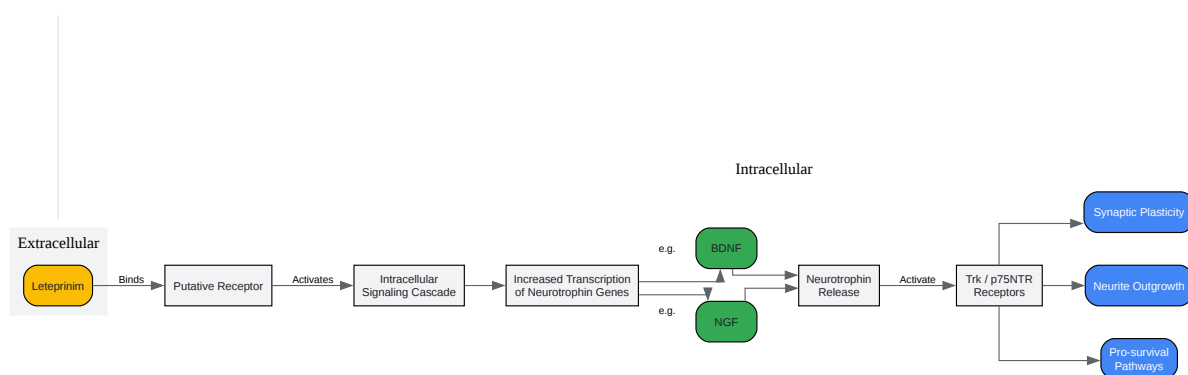 Intracellular
Extracellular
Leteprinim
Binds
Putative Receptor
Activates
Intracellular
Signaling Cascade
Increased Transcription
of Neurotrophin Genes
e.g.
BDNF
e.g.
NGF
Neurotrophin
Release
Activate
Trk / p75NTR
Receptors
Synaptic Plasticity
Neurite Outgrowth
Pro-survival
Pathways